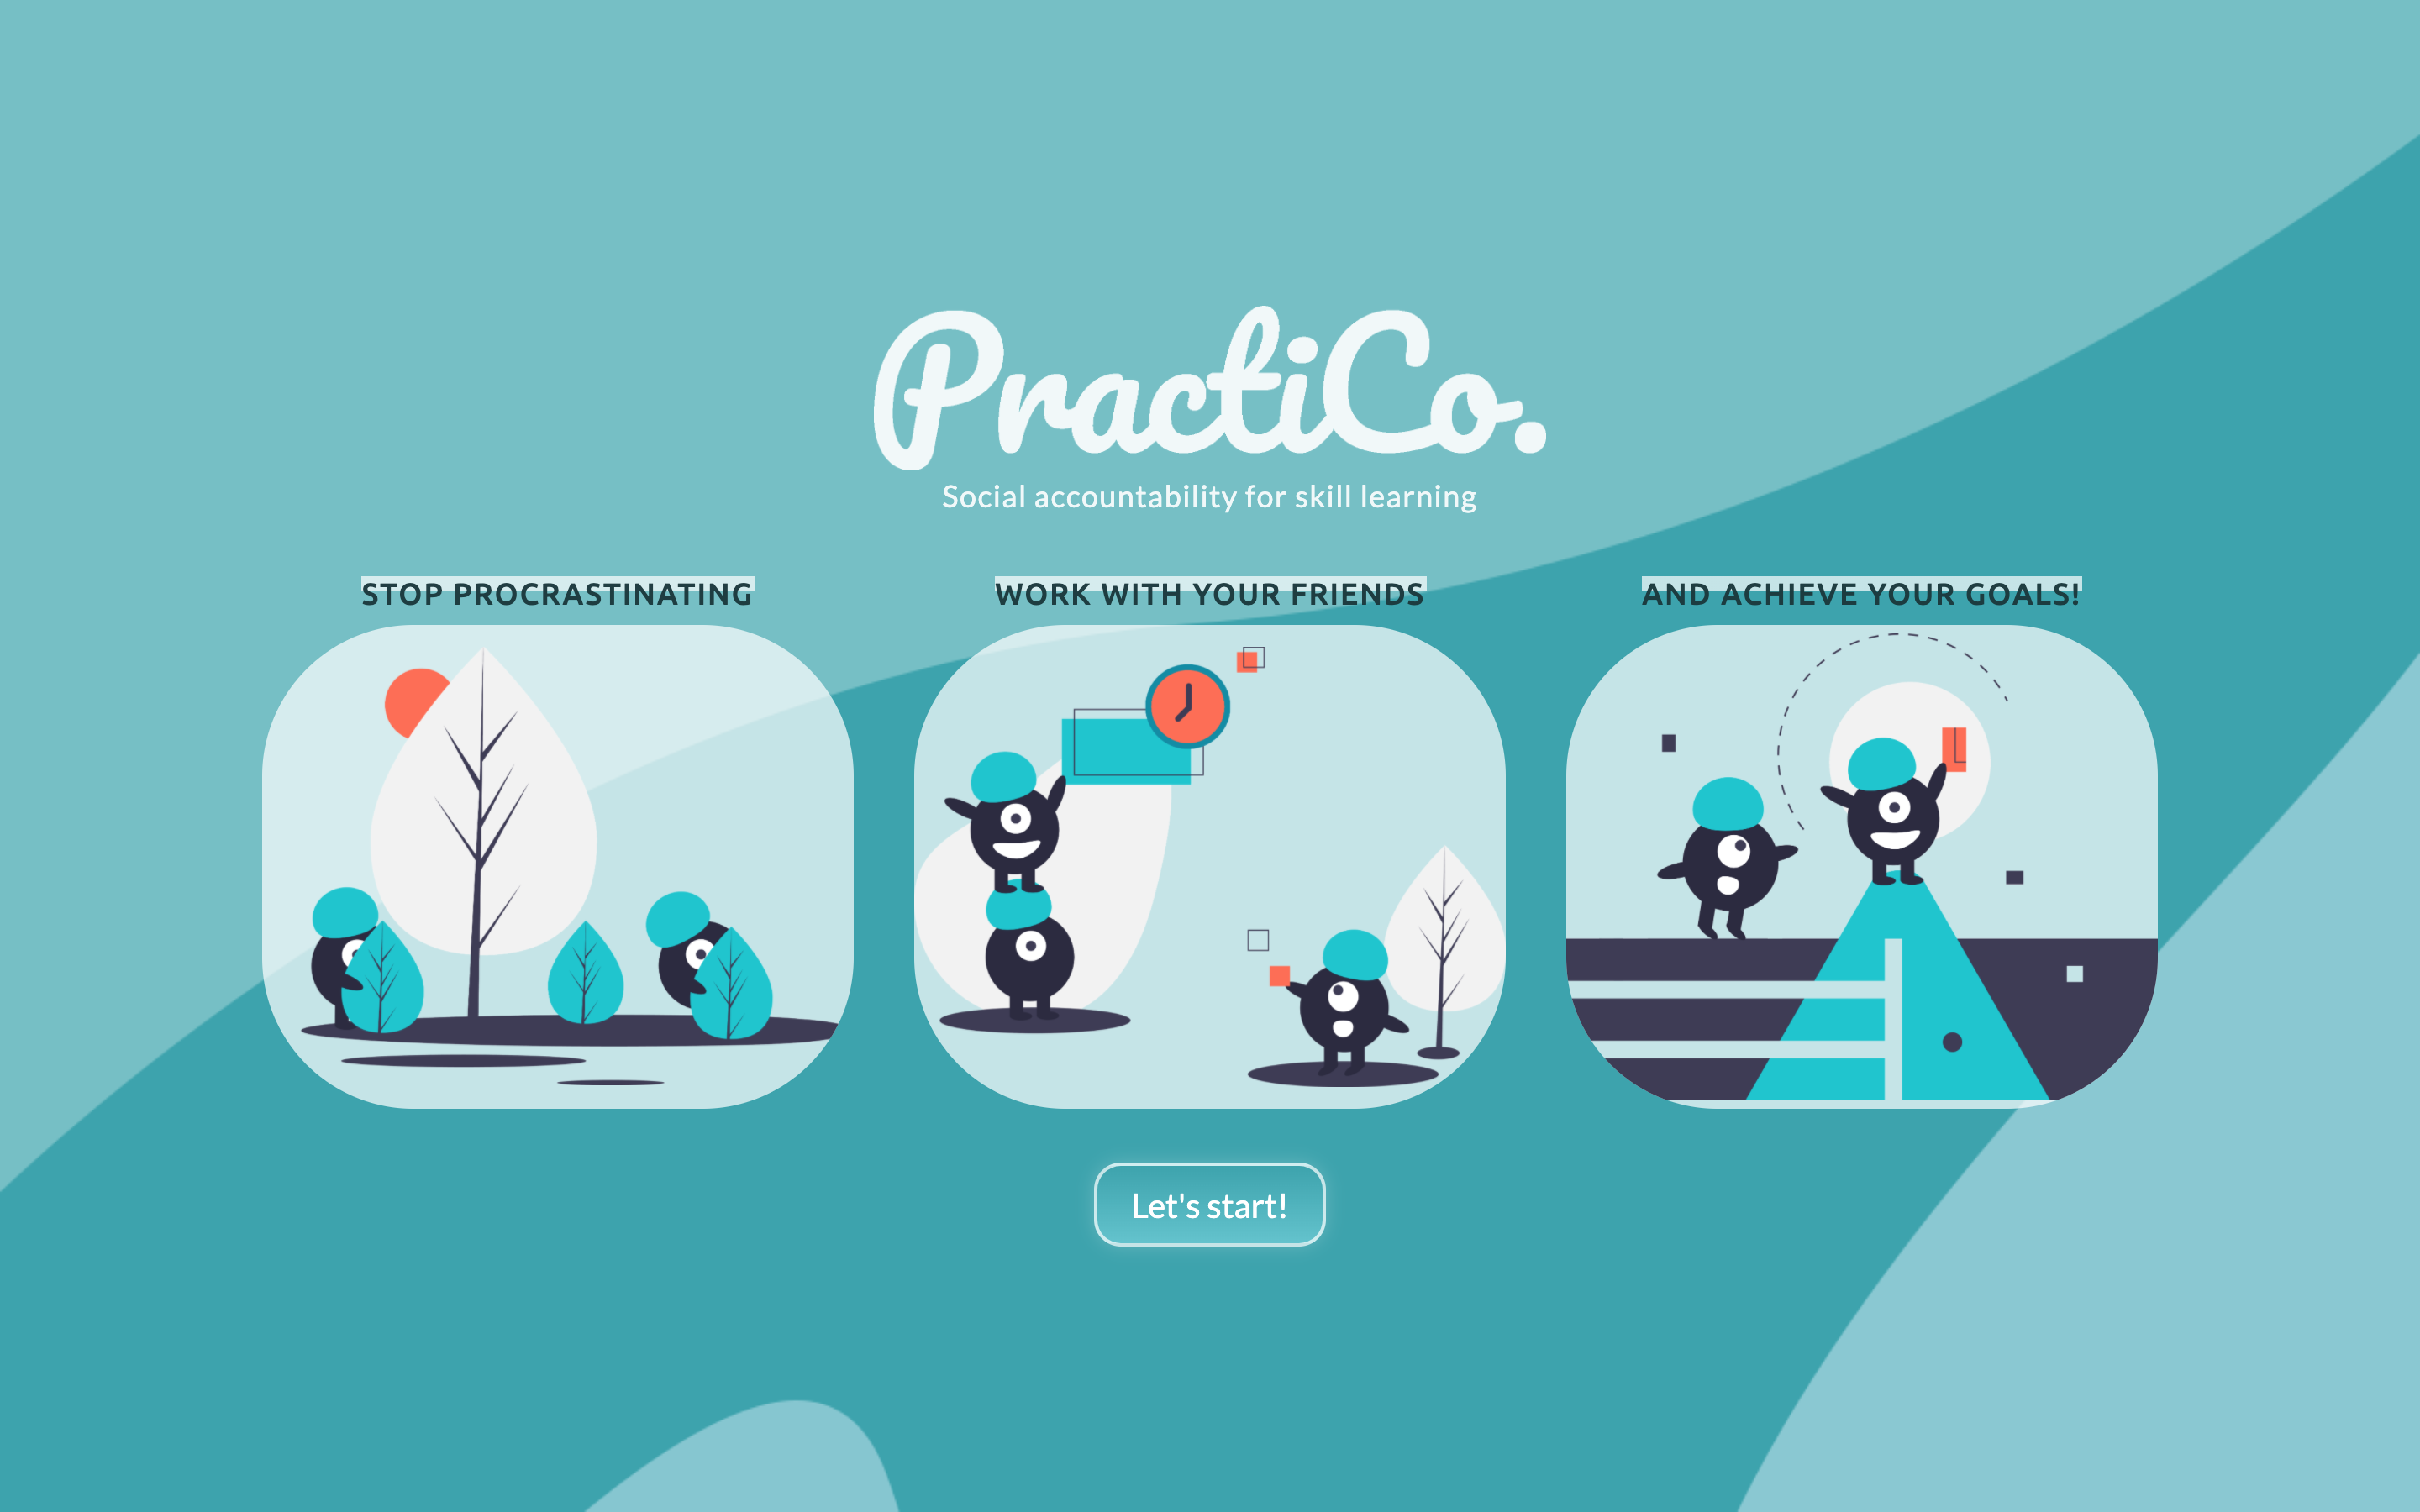 PractiCo.
Social accountability for skill learning
STOP PROCRASTINATING
WORK WITH YOUR FRIENDS
AND ACHIEVE YOUR GOALS!
Let's start!